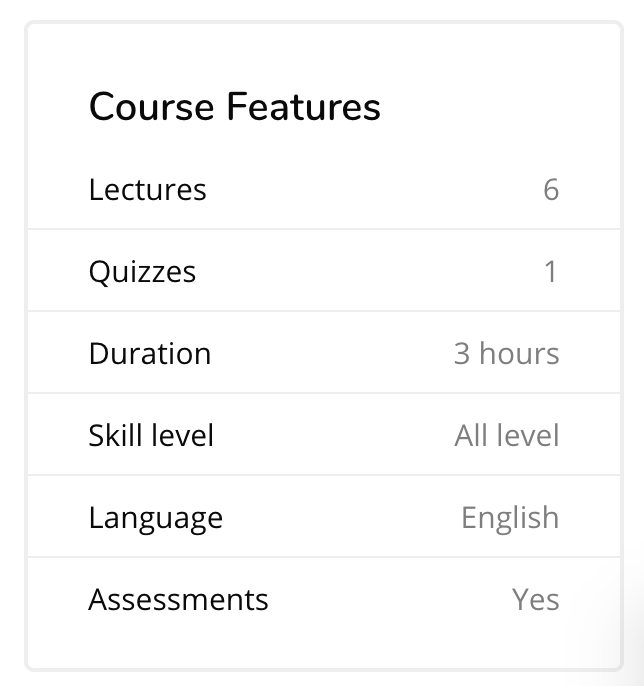 Course Features
Lectures 6
Quizzes 1
Duration 3 hours
Skill level All level
Language English
Assessments Yes